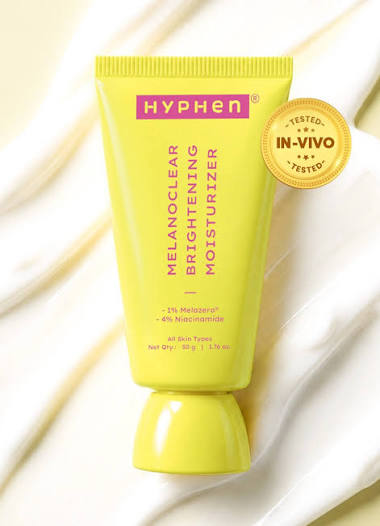 HYPHEN®
MELANOCLEAR
BRIGHTENING
MOISTURIZER
- 1% Melazero®
- 4% Niacinamide
All Skin Types
Net Qty.: 50 g | 1.76 oz.
-TESTED-
IN-VIVO
-TESTED-